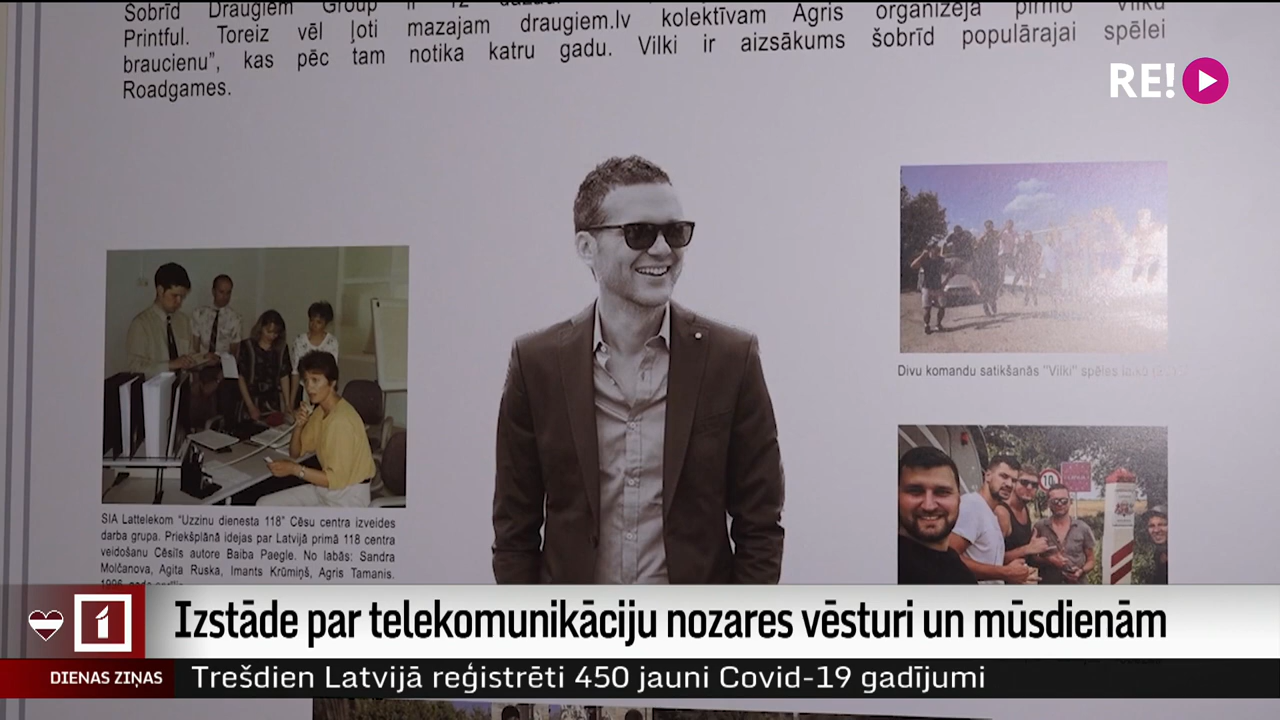 Šobrīd Draugiem Group ir 12
Printful. Toreiz vēl ļoti mazajam draugiem.lv kolektīvam Agris organizēja pirmo "Vilku
braucienu", kas pēc tam notika katru gadu. Vilki ir aizsākums šobrīd populārajai spēlei
Roadgames.
RE!
Divu komandu satikšanās "Vilki" spēles laikā
SIA Lattelekom "Uzziņu dienesta 118" Cēsu centra izveides
darba grupa. Priekšplānā idejas par Latvijā primā 118 centra
veidošanu Cēsīs autore Baiba Paegle. No labās: Sandra
Molčanova, Agita Ruska, Imants Krūmiņš, Agris Tamanis.
10
1
Izstāde par telekomunikāciju nozares vēsturi un mūsdienām
DIENAS ZIŅAS
Trešdien Latvijā reģistrēti 450 jauni Covid-19 gadījumi